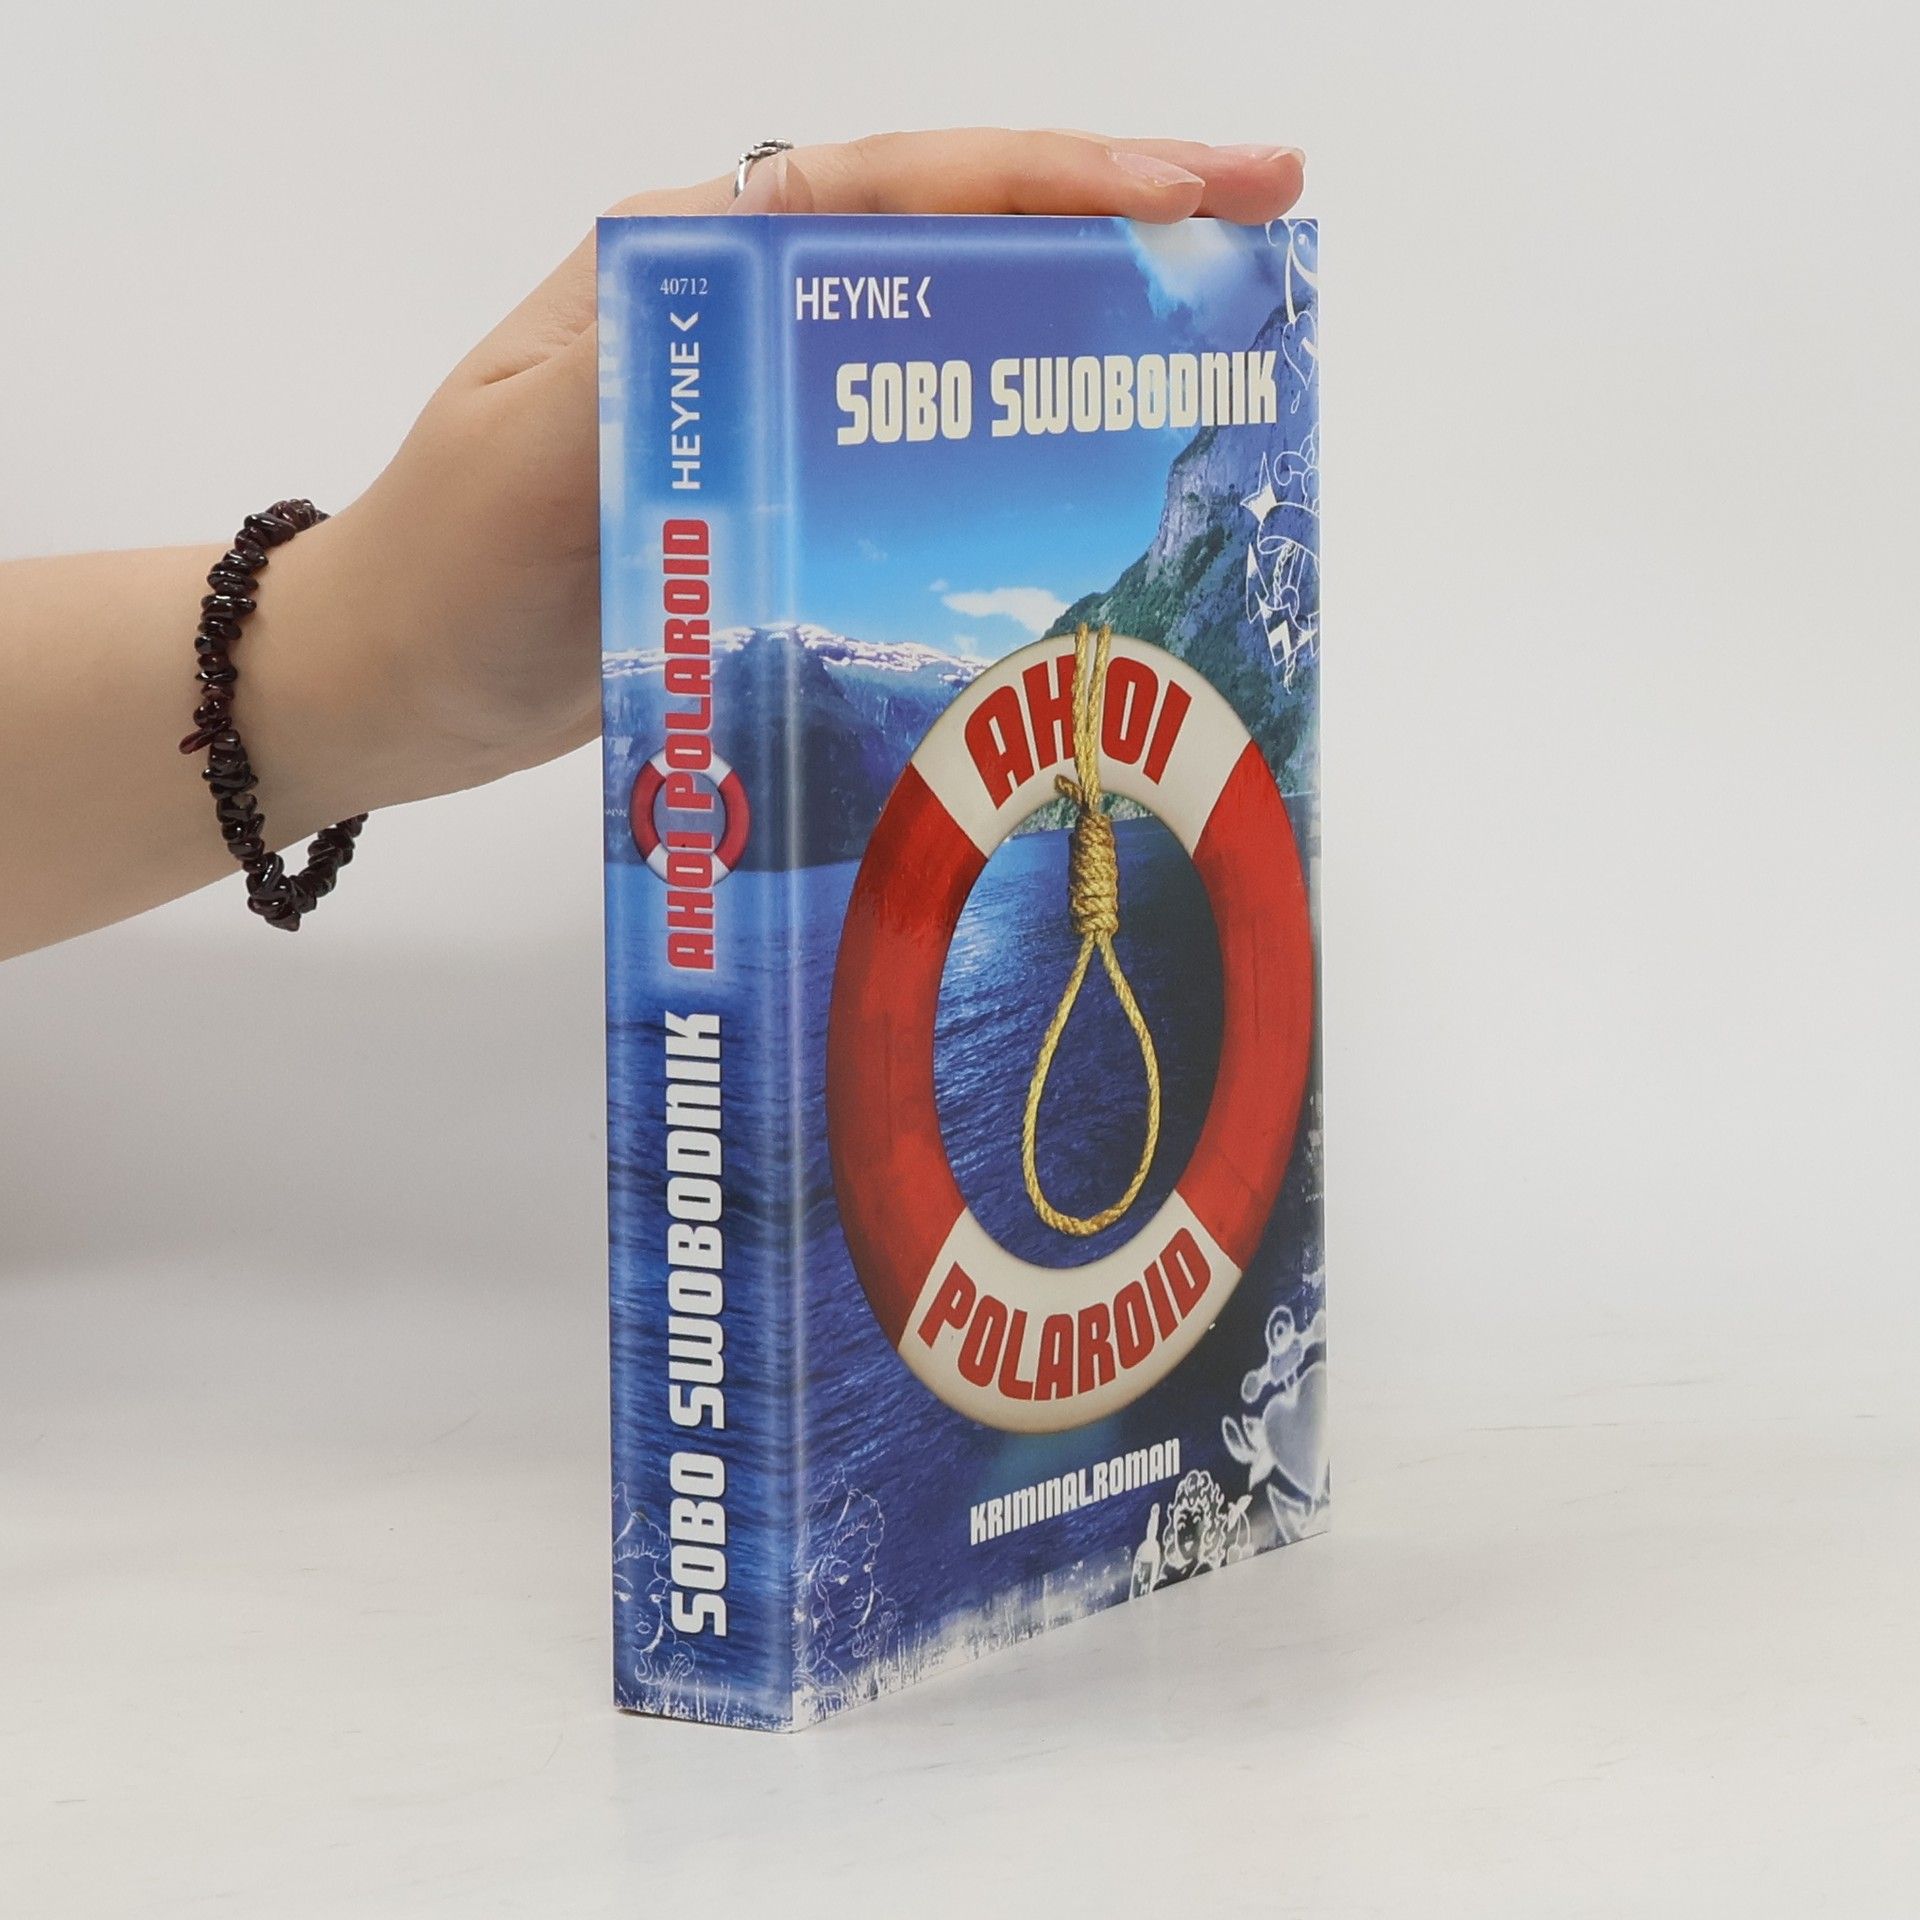 40712
HEYNE <
AHOI POLAROID
SOBO SWOBODNIK
HEYNE <
SOBO SWOBODNIK
AHOI
POLAROID
KRIMINALROMAN